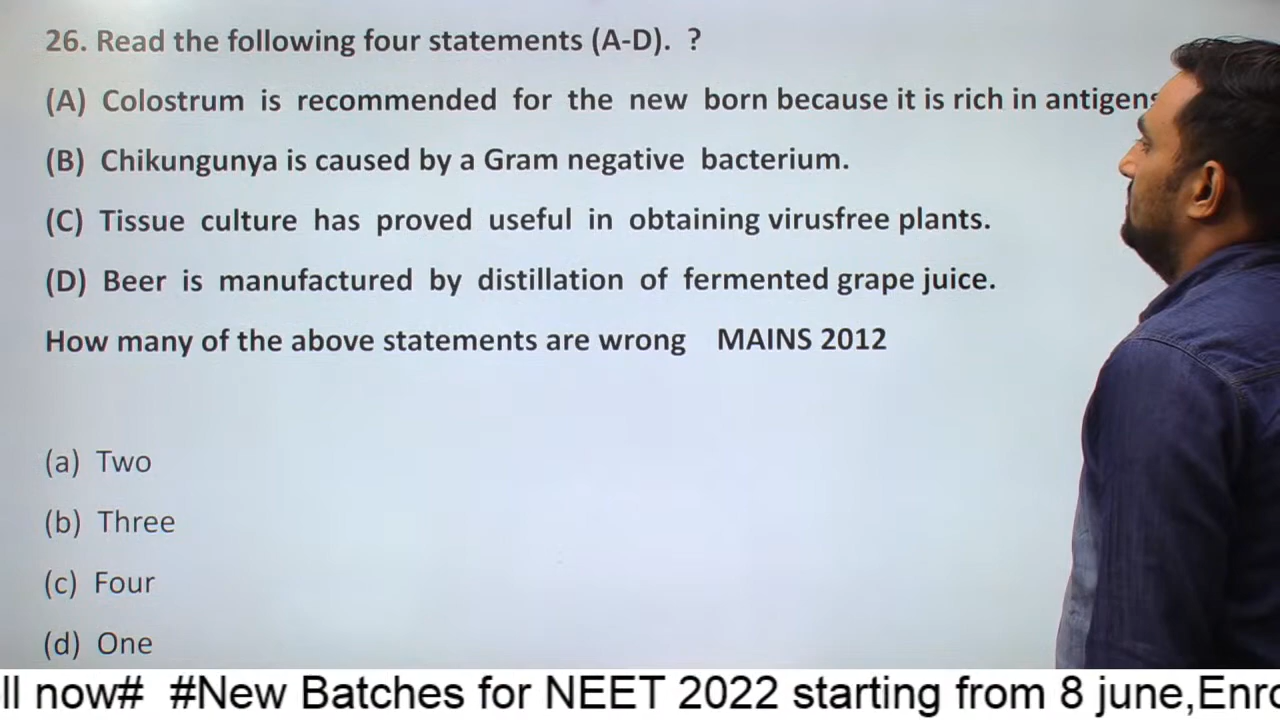 26. Read the following four statements (A-D). ?
(A) Colostrum is recommended for the new born because it is rich in antigens
(B) Chikungunya is caused by a Gram negative bacterium.
(C) Tissue culture has proved useful in obtaining virusfree plants.
(D) Beer is manufactured by distillation of fermented grape juice.
How many of the above statements are wrong MAINS 2012
(a) Two
(b) Three
(c) Four
(d) One
ll now# #New Batches for NEET 2022 starting from 8 june,Enro